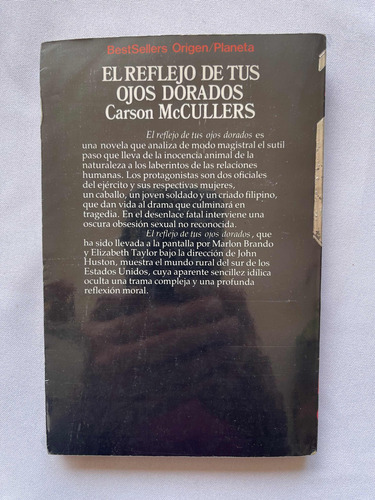 BestSellers Origen/Planeta
EL REFLEJO DE TUS
OJOS DORADOS
Carson McCULLERS
El reflejo de tus ojos dorados es
una novela que analiza de modo magistral el sutil
paso que lleva de la inocencia animal de la
naturaleza a los laberintos de las relaciones
humanas. Los protagonistas son dos oficiales
del ejército y sus respectivas mujeres,
un caballo, un joven soldado y un criado filipino,
que dan vida al drama que culminará en
tragedia. En el desenlace fatal interviene una
oscura obsesión sexual no reconocida.
El reflejo de tus ojos dorados, que
ha sido llevada a la pantalla por Marlon Brando
y Elizabeth Taylor bajo la dirección de John
Huston, muestra el mundo rural del sur de los
Estados Unidos, cuya aparente sencillez idílica
oculta una trama compleja y una profunda
reflexión moral.